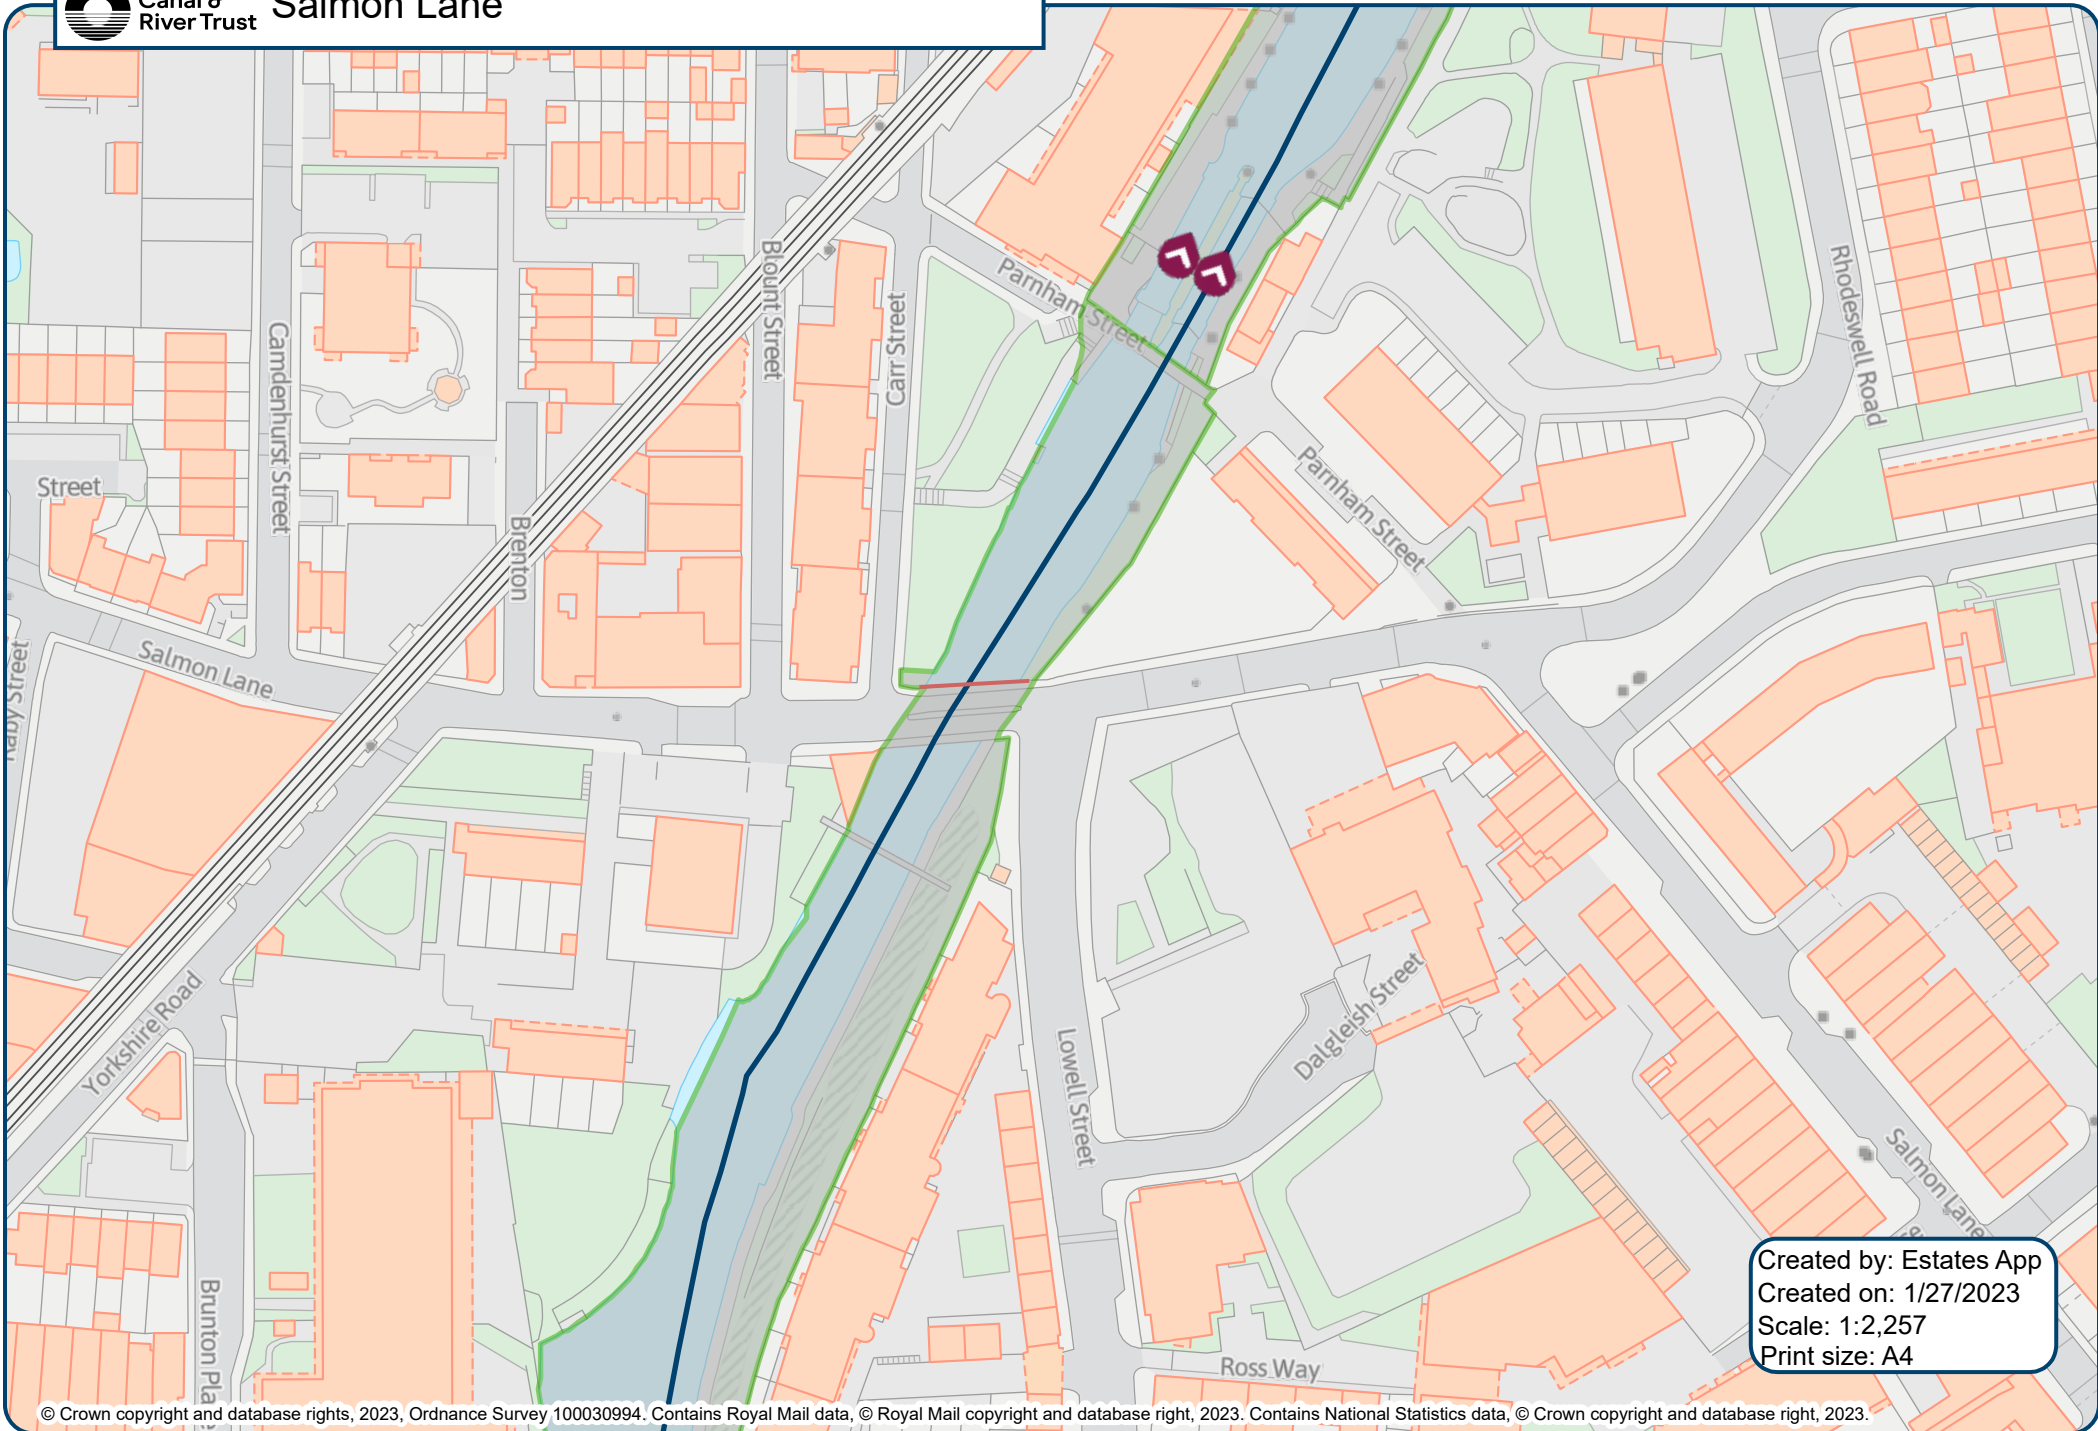 Canal &
River Trust
Salmon Lane
Blount Street
Carr Street
Parnham Street
Rhodeswell Road
Camdenhurst Street
Street
Brenton
Parnham Street
Salmon Lane
Raby Street
Yorkshire Road
Lowell Street
Dalgleish Street
Salmon Lane
Brunton Pla
Ross Way
Created by: Estates App
Created on: 1/27/2023
Scale: 1:2,257
Print size: A4
© Crown copyright and database rights, 2023, Ordnance Survey 100030994. Contains Royal Mail data, © Royal Mail copyright and database right, 2023. Contains National Statistics data, © Crown copyright and database right, 2023.